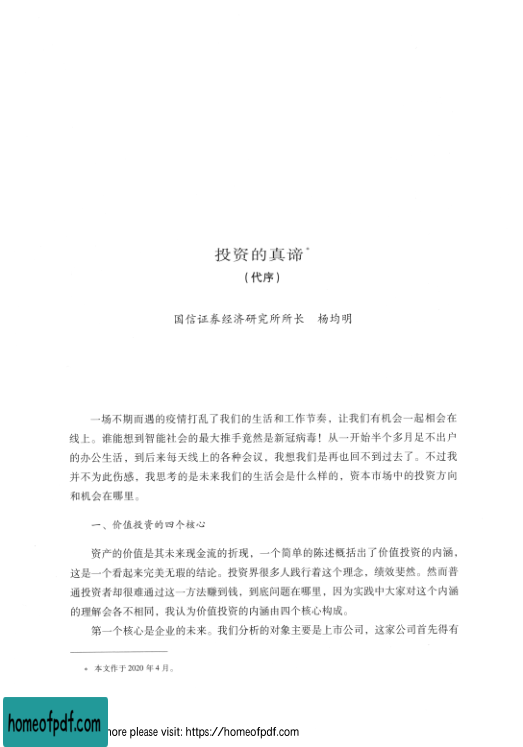 投资的真谛*
(代序)
国信证券经济研究所所长 杨均明
一场不期而遇的疫情打乱了我们的生活和工作节奏，让我们有机会一起相会在
线上。谁能想到智能社会的最大推手竟然是新冠病毒！从一开始半个多月足不出户
的办公生活，到后来每天线上的各种会议，我想我们是再也回不到过去了。不过我
并不为此伤感，我思考的是未来我们的生活会是什么样的，资本市场中的投资方向
和机会在哪里。
一、价值投资的四个核心
资产的价值是其未来现金流的折现，一个简单的陈述概括出了价值投资的内涵，
这是一个看起来完美无瑕的结论。投资界很多人践行着这个理念，绩效斐然。然而普
通投资者却很难通过这一方法赚到钱，到底问题在哪里，因为实践中大家对这个内涵
的理解会各不相同，我认为价值投资的内涵由四个核心构成。
第一个核心是企业的未来。我们分析的对象主要是上市公司，这家公司首先得有
* 本文作于 2020 年 4 月。
homeofpdf.com
ore please visit: https://homeofpdf.com